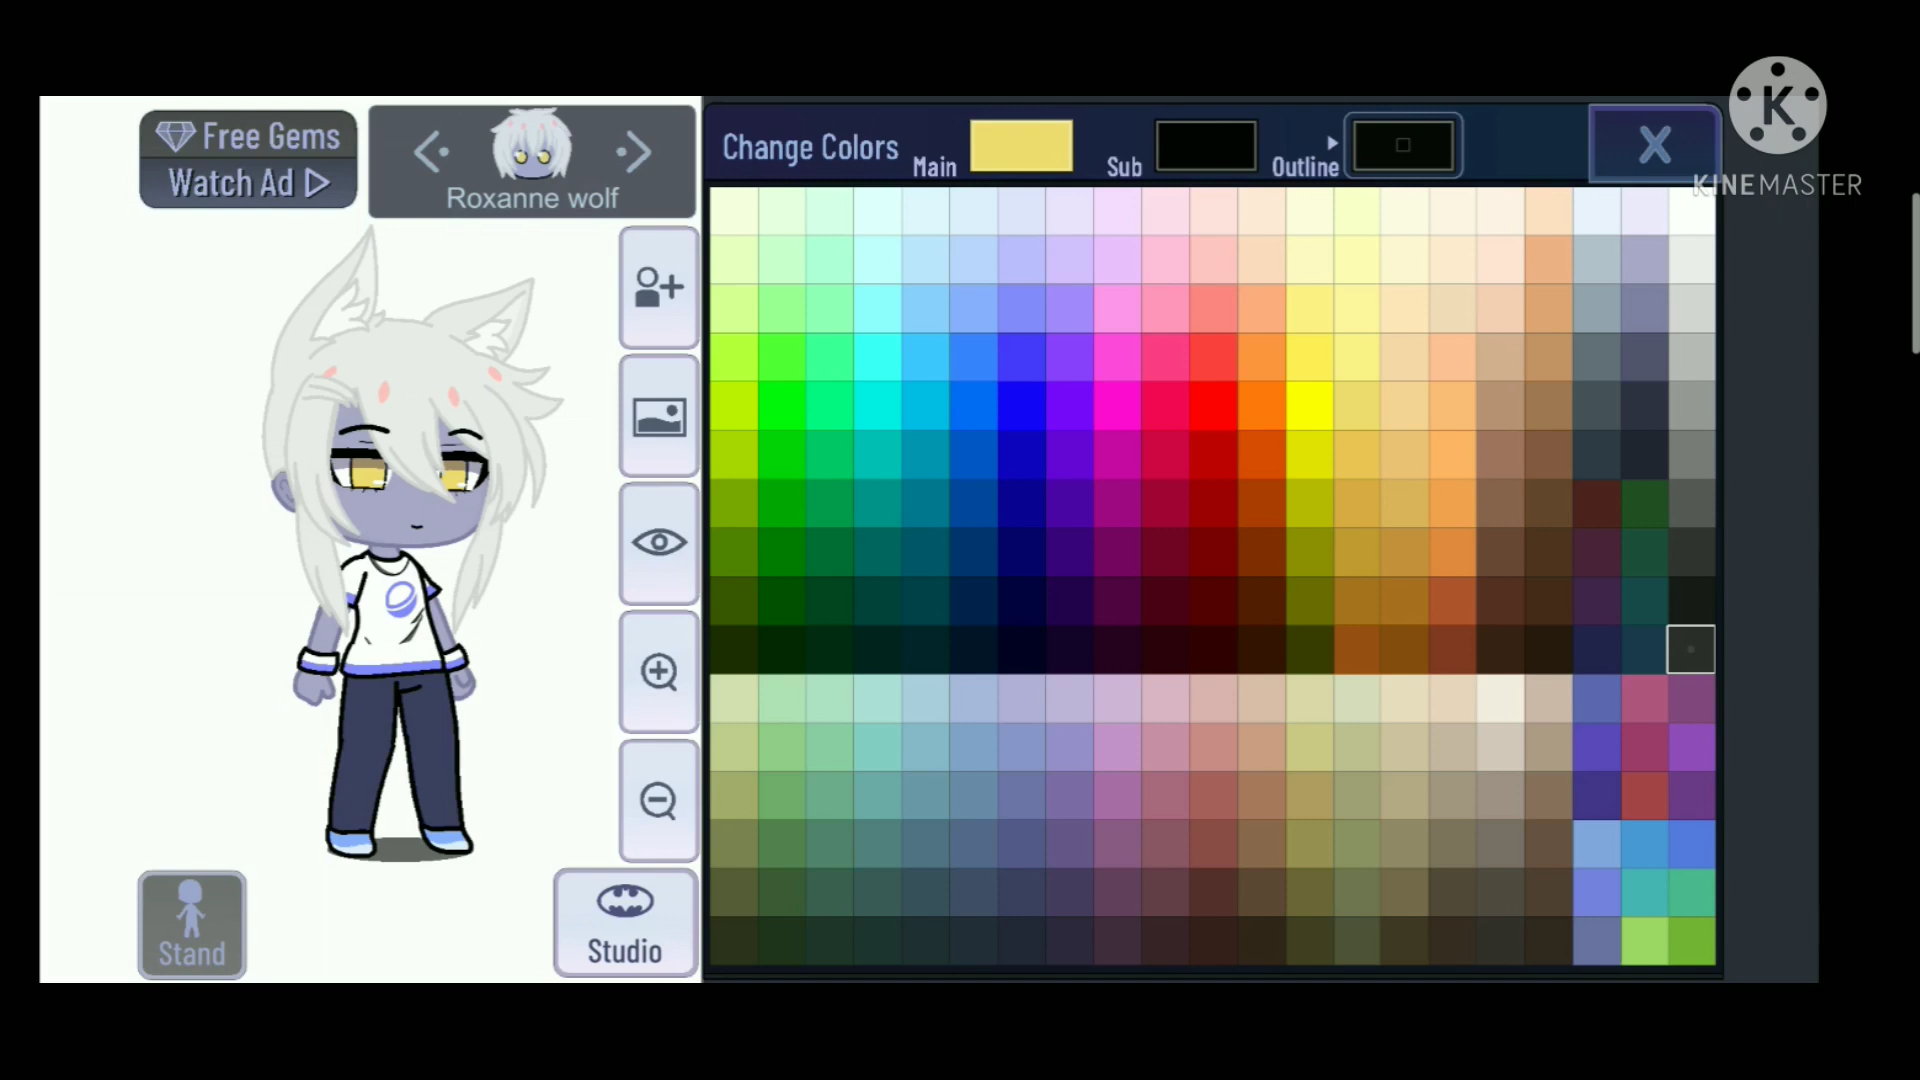 Free Gems
Watch Ad
Roxanne wolf
Change Colors
Main
Sub
Outline
X
K
KINEMASTER
Stand
Studio